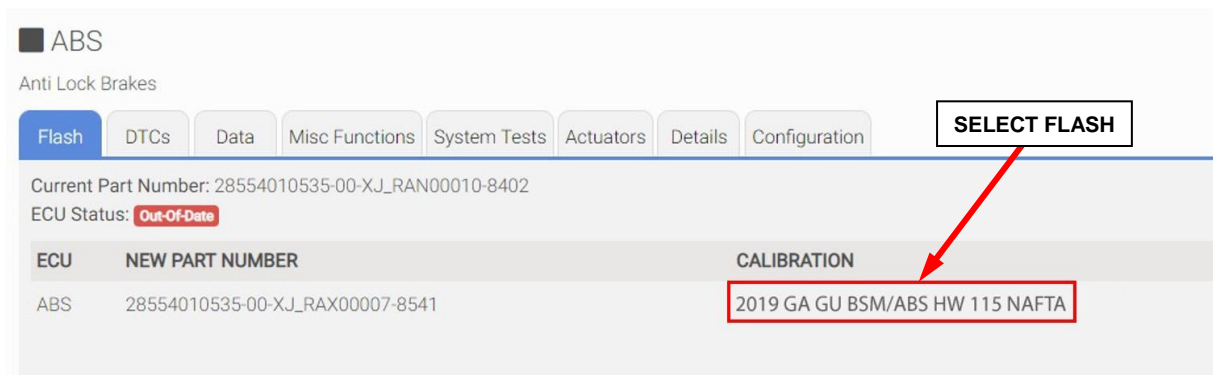 ABS
Anti Lock Brakes
Flash DTCs Data Misc Functions System Tests Actuators Details Configuration
SELECT FLASH
Current Part Number: 28554010535-00-XJ_RAN00010-8402
ECU Status: Out-Of-Date
ECU NEW PART NUMBER CALIBRATION
ABS 28554010535-00-XJ_RAX00007-8541 2019 GA GU BSM/ABS HW 115 NAFTA